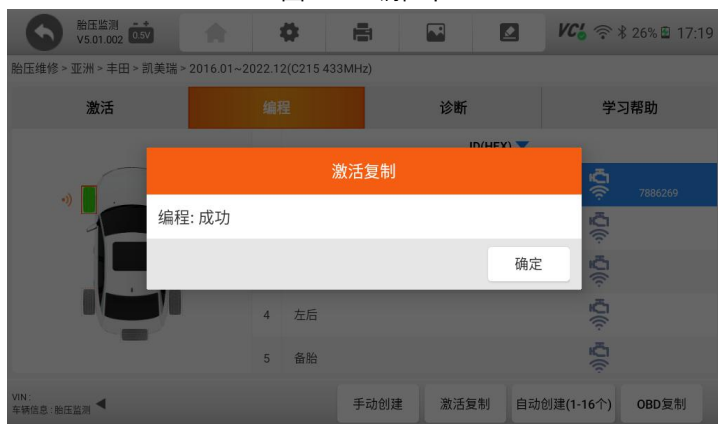 胎压监测
V5.01.002 0.5V
VCI 26% 17:19
胎压维修 > 亚洲 > 丰田 > 凯美瑞 > 2016.01~2022.12(C215 433MHz)
激活 编程 诊断 学习帮助
ID(HEX)
激活复制
7886269
编程: 成功
确定
4 左后
5 备胎
VIN :
车辆信息 : 胎压监测
手动创建 激活复制 自动创建(1-16个) OBD复制